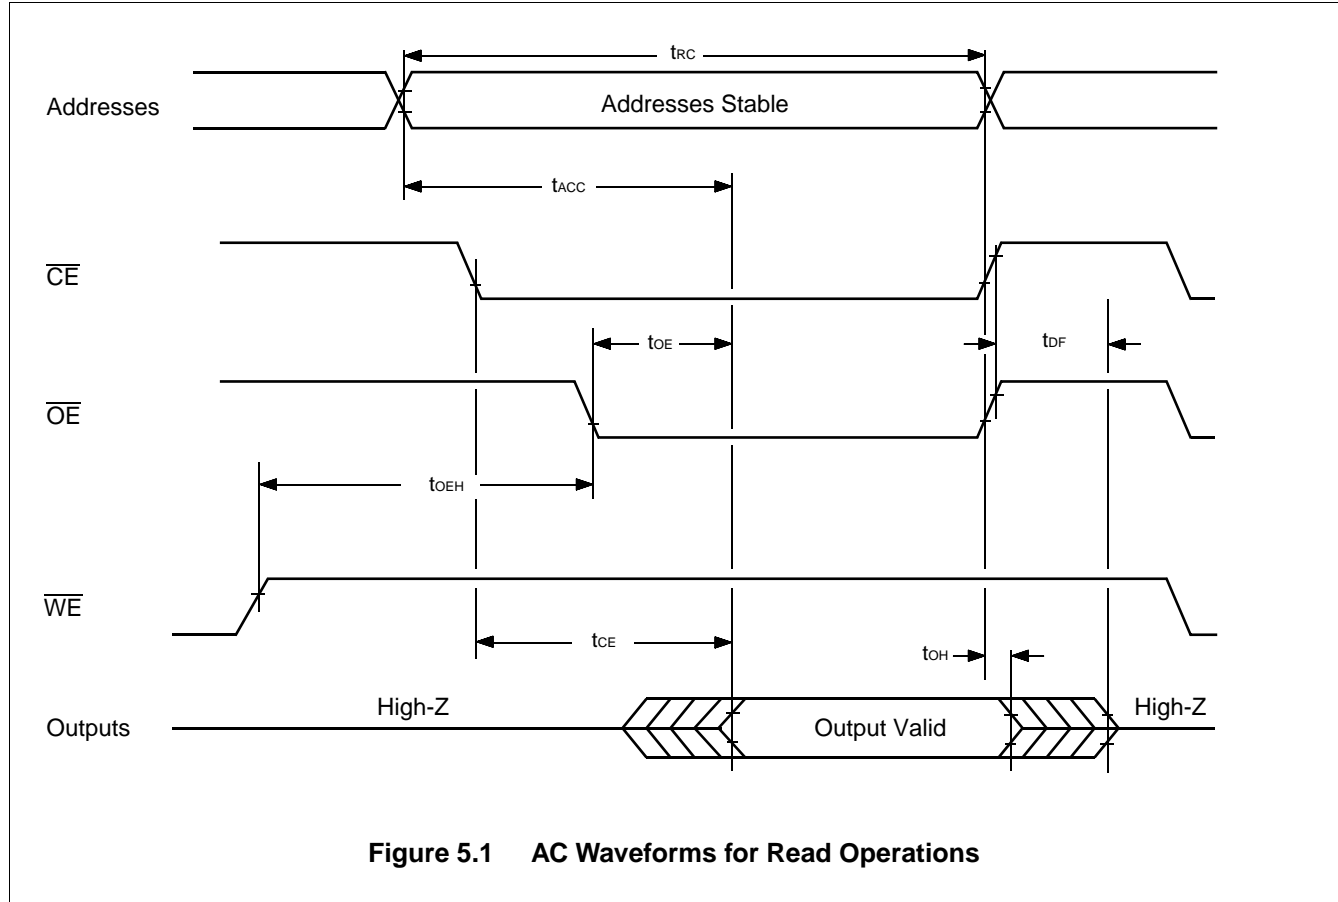 tRC
Addresses
Addresses Stable
tACC
CE
tOE
tDF
OE
tOEH
WE
tCE
tOH
High-Z
High-Z
Outputs
Output Valid
Figure 5.1 AC Waveforms for Read Operations